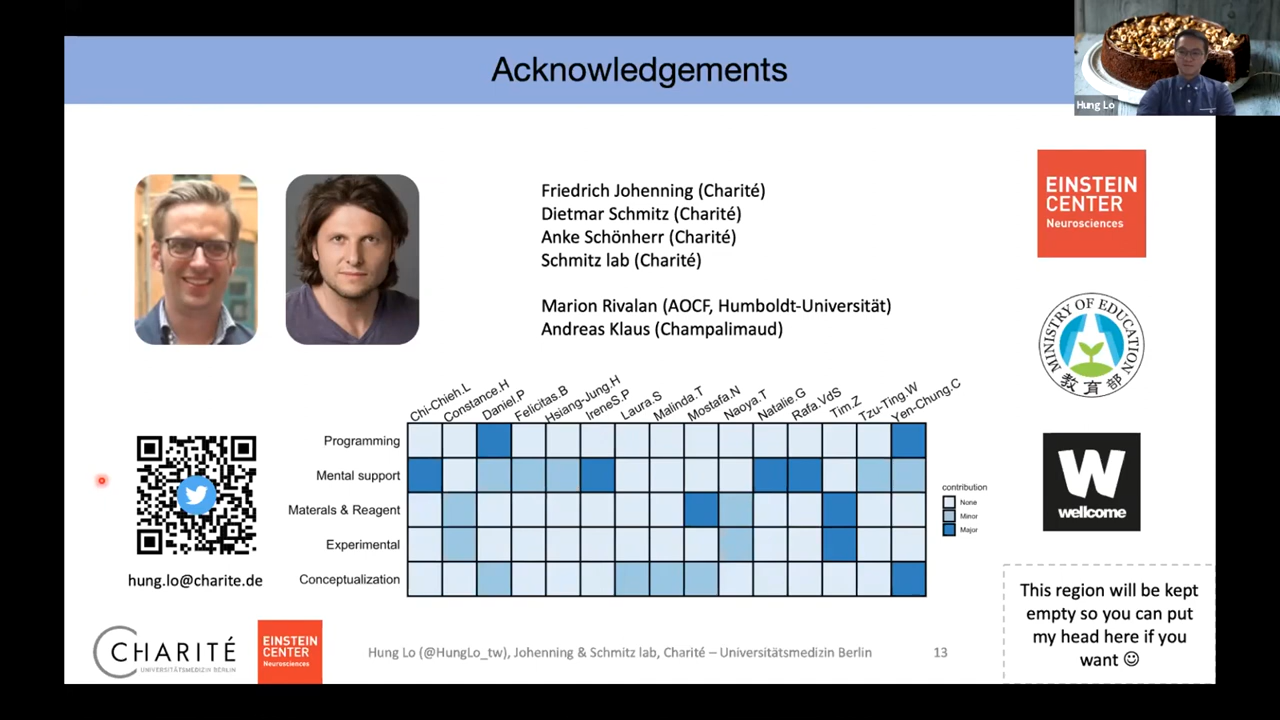 Acknowledgements
Hung Lo
Friedrich Johenning (Charité)
Dietmar Schmitz (Charité)
Anke Schönherr (Charité)
Schmitz lab (Charité)
Marion Rivalan (AOCF, Humboldt-Universität)
Andreas Klaus (Champalimaud)
EINSTEIN
CENTER
Neurosciences
MINISTRY OF EDUCATION
教育部
W
wellcome
Chi-Chieh.L
Constance.H
Daniel.P
Felicitas.B
Hsiang-Jung.H
IreneS.P
Laura.S
Malinda.T
Mostafa.N
Naoya.T
Natalie.G
Rafa.VdS
Tim.Z
Tzu-Ting.W
Yen-Chung.C
Programming
Mental support
Materals & Reagent
Experimental
Conceptualization
contribution
None
Minor
Major
hung.lo@charite.de
This region will be kept
empty so you can put
my head here if you
want ☺
CHARITÉ
UNIVERSITÄTSMEDIZIN BERLIN
EINSTEIN
CENTER
Neurosciences
Hung Lo (@HungLo_tw), Johenning & Schmitz lab, Charité – Universitätsmedizin Berlin
13